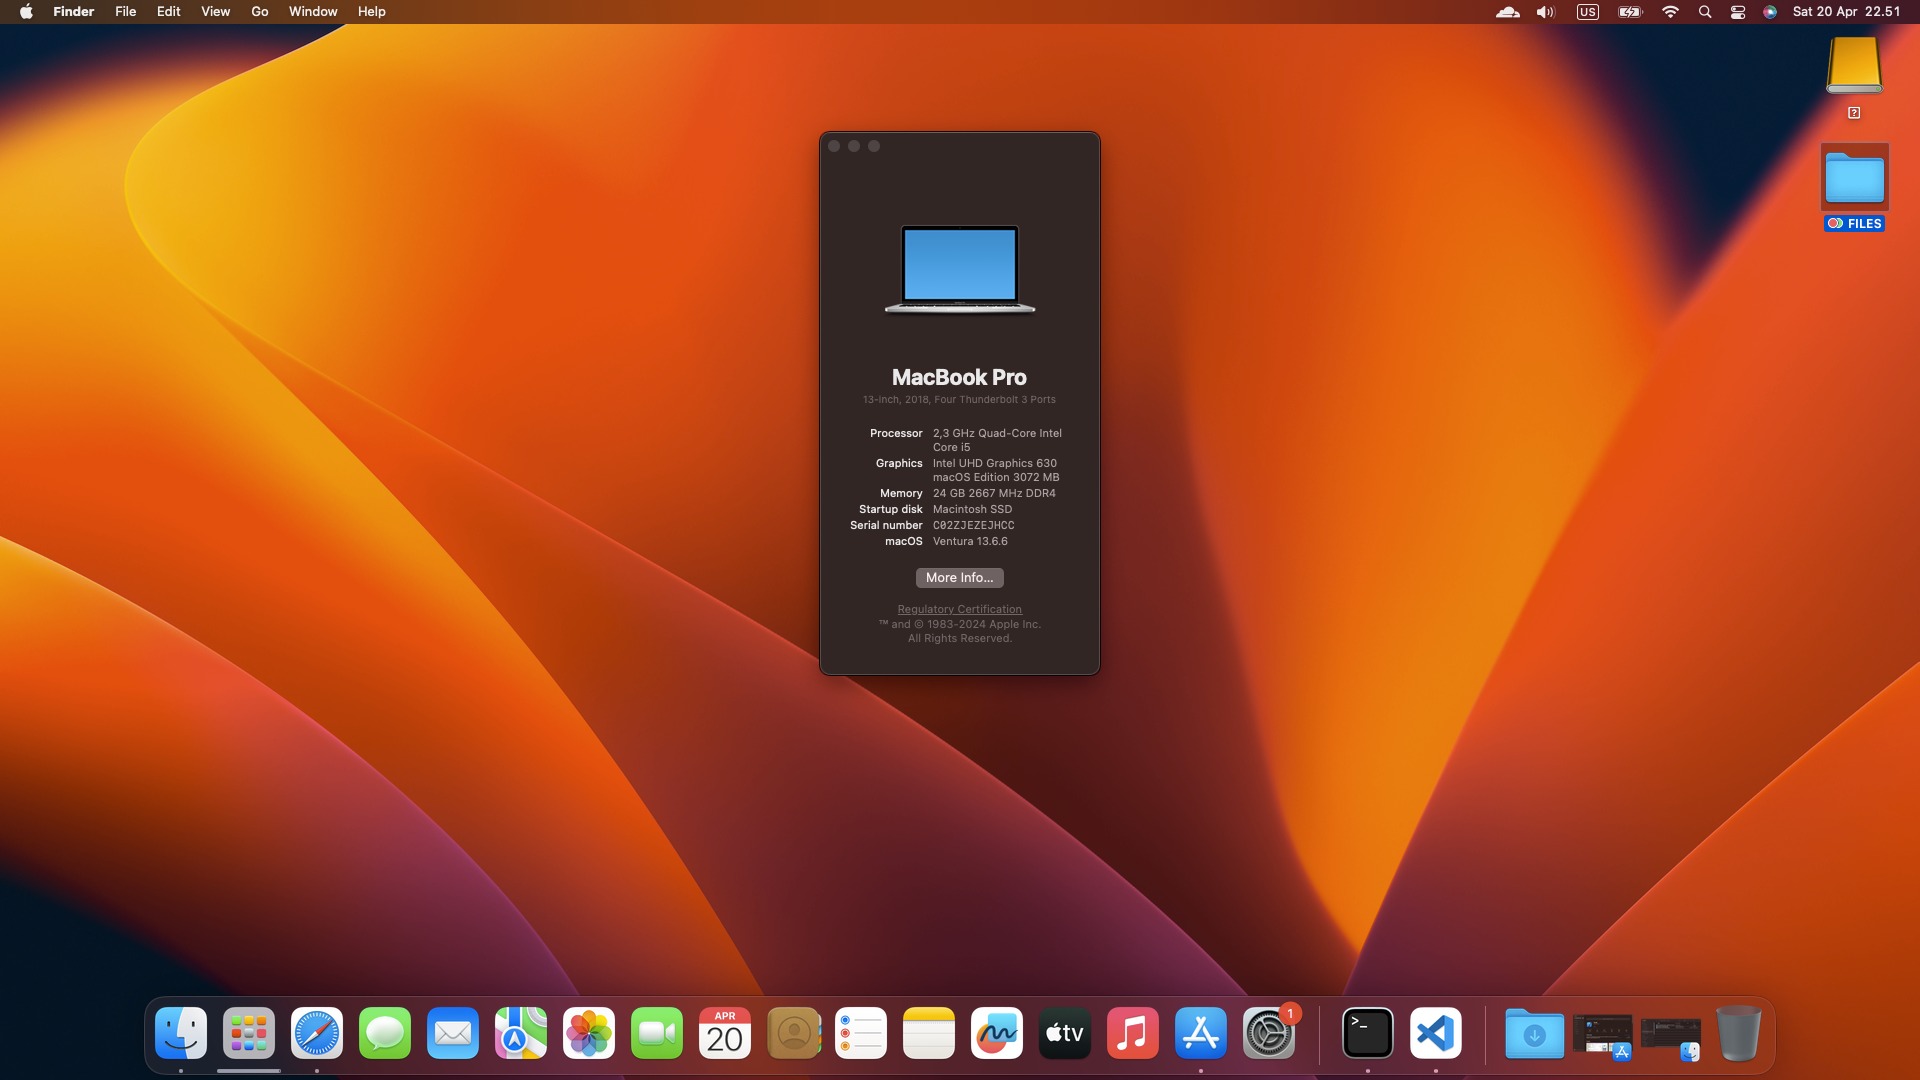 Finder File Edit View Go Window Help US Sat 20 Apr 22.51
?
FILES
MacBook Pro
13-inch, 2018, Four Thunderbolt 3 Ports
Processor 2,3 GHz Quad-Core Intel
Core i5
Graphics Intel UHD Graphics 630
macOS Edition 3072 MB
Memory 24 GB 2667 MHz DDR4
Startup disk Macintosh SSD
Serial number C02ZJEZEJHCC
macOS Ventura 13.6.6
More Info...
Regulatory Certification
™ and © 1983-2024 Apple Inc.
All Rights Reserved.
APR
20
tv
1
>_